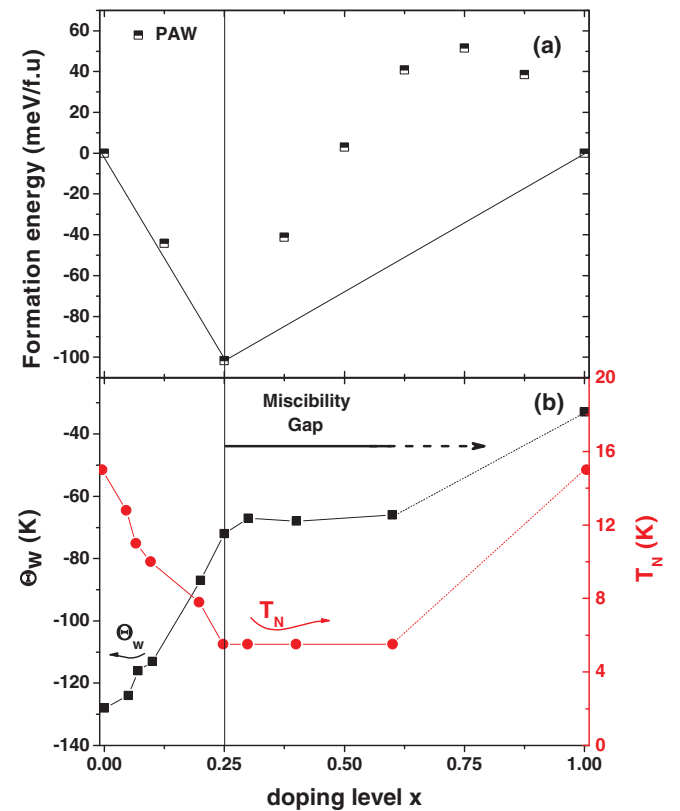 PAW
(a)
Formation energy (meV/f.u)
60
40
20
0
-20
-40
-60
-80
-100
(b)
Miscibility
Gap
Θ_W (K)
-40
-60
-80
-100
-120
-140
T_N (K)
20
16
12
8
4
0
Θ_w
T_N
0.00
0.25
0.50
0.75
1.00
doping level x